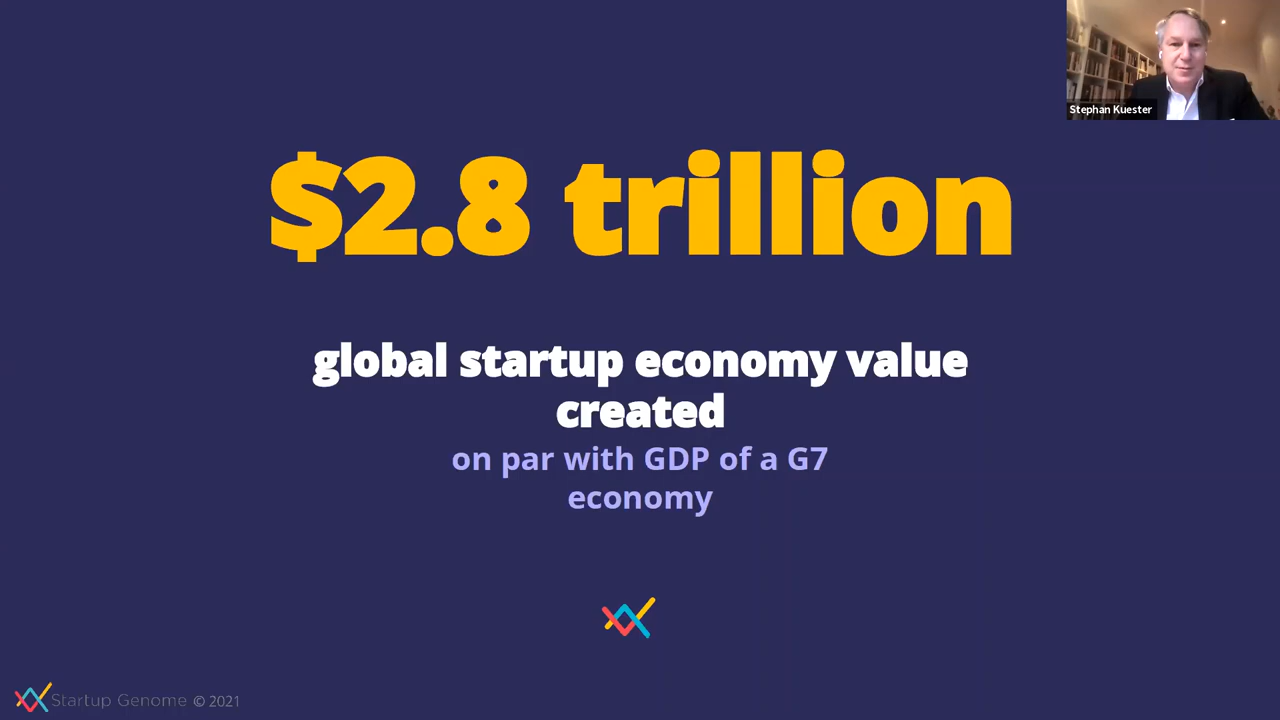 Stephan Kuester
$2.8 trillion
global startup economy value
created
on par with GDP of a G7
economy
Startup Genome © 2021